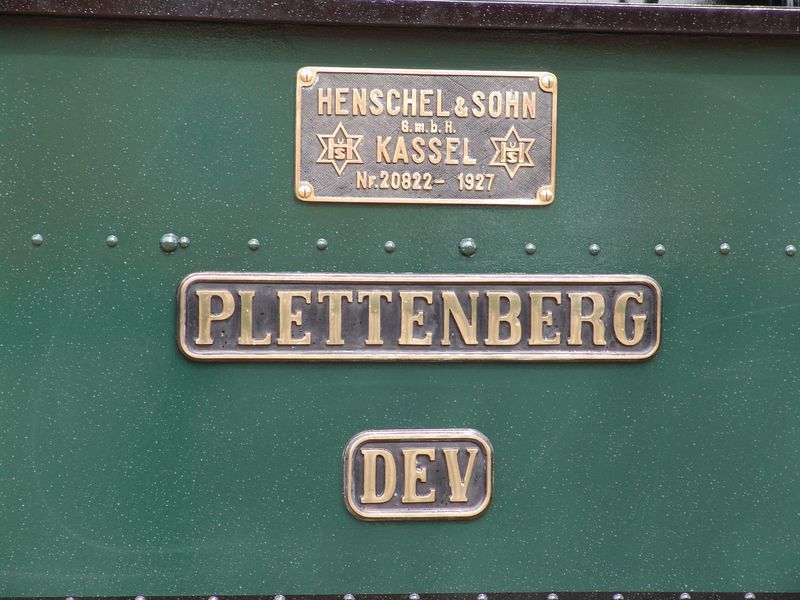 HENSCHEL & SOHN
G.m.b.H.
KASSEL
Nr. 20822 - 1927
PLETTENBERG
DEV